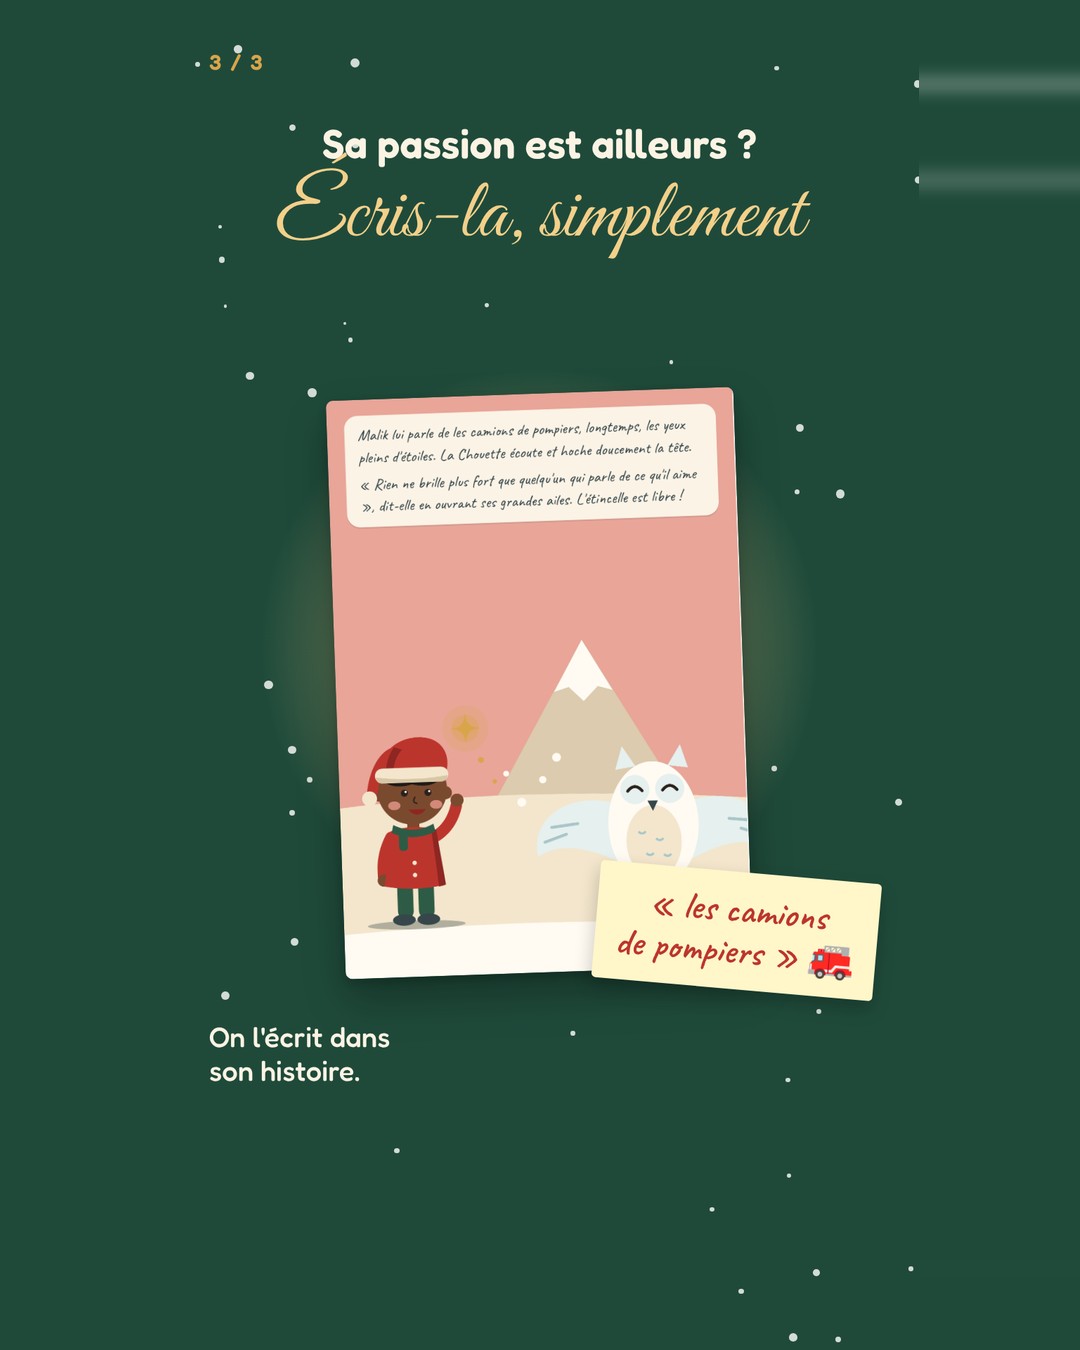 3 / 3
Sa passion est ailleurs ?
Écris-la, simplement
Malik lui parle de les camions de pompiers, longtemps, les yeux
pleins d'étoiles. La Chouette écoute et hoche doucement la tête.
« Rien ne brille plus fort que quelqu'un qui parle de ce qu'il aime
», dit-elle en ouvrant ses grandes ailes. L'étincelle est libre !
« les camions
de pompiers »
On l'écrit dans
son histoire.